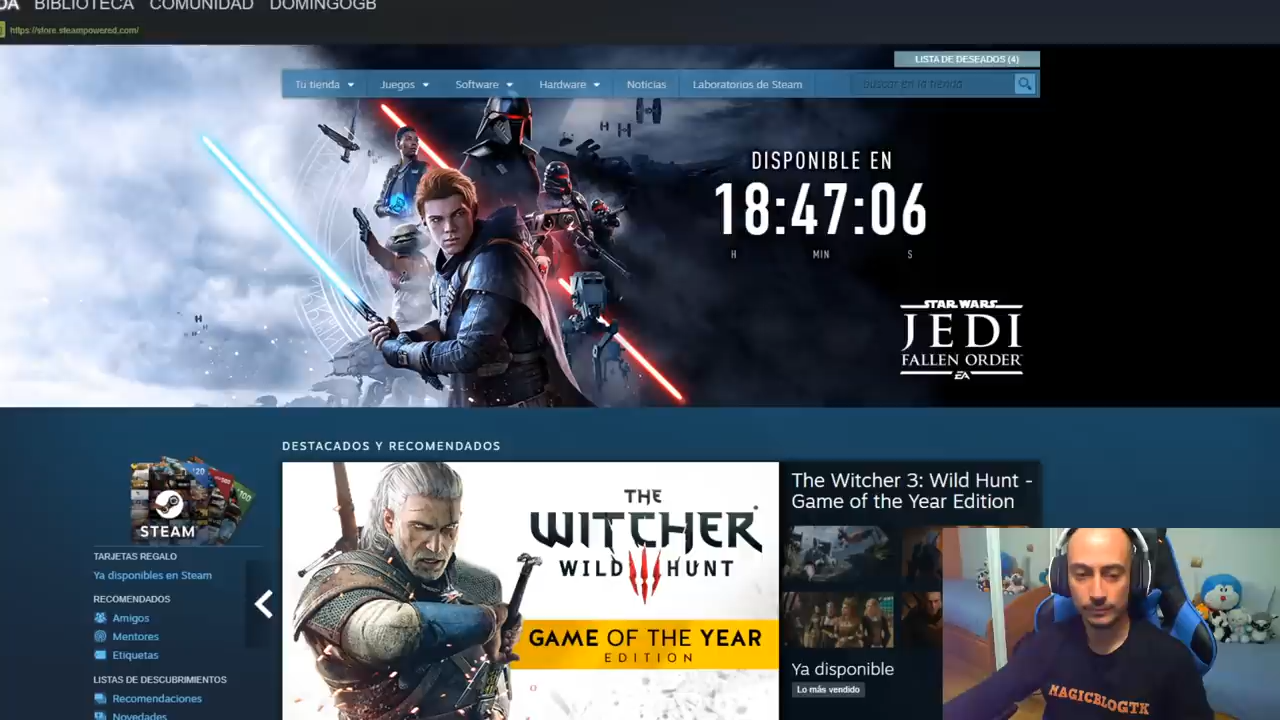 DA BIBLIOTECA COMUNIDAD DOMINGOGB
https://store.steampowered.com/
LISTA DE DESEADOS (4)
Tu tienda Juegos Software Hardware Noticias Laboratorios de Steam buscar en la tienda
DISPONIBLE EN
18:47:06
H MIN S
STAR WARS
JEDI
FALLEN ORDER
EA
DESTACADOS Y RECOMENDADOS
$20
$100
STEAM
TARJETAS REGALO
Ya disponibles en Steam
RECOMENDADOS
Amigos
Mentores
Etiquetas
LISTAS DE DESCUBRIMIENTOS
Recomendaciones
Novedades
THE
WITCHER
WILD HUNT
GAME OF THE YEAR
EDITION
The Witcher 3: Wild Hunt -
Game of the Year Edition
Ya disponible
Lo más vendido
MAGICBLOGTK